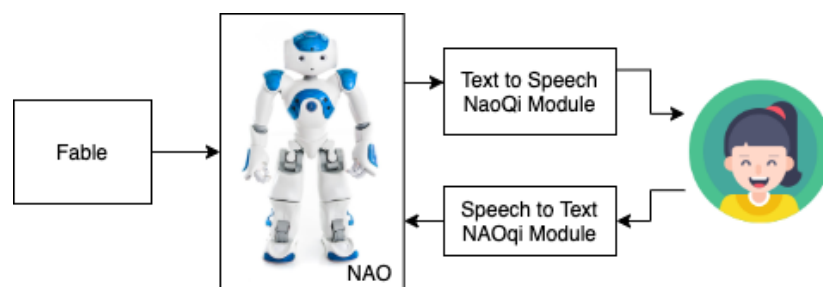 Fable
NAO
Text to Speech
NaoQi Module
Speech to Text
NAOqi Module